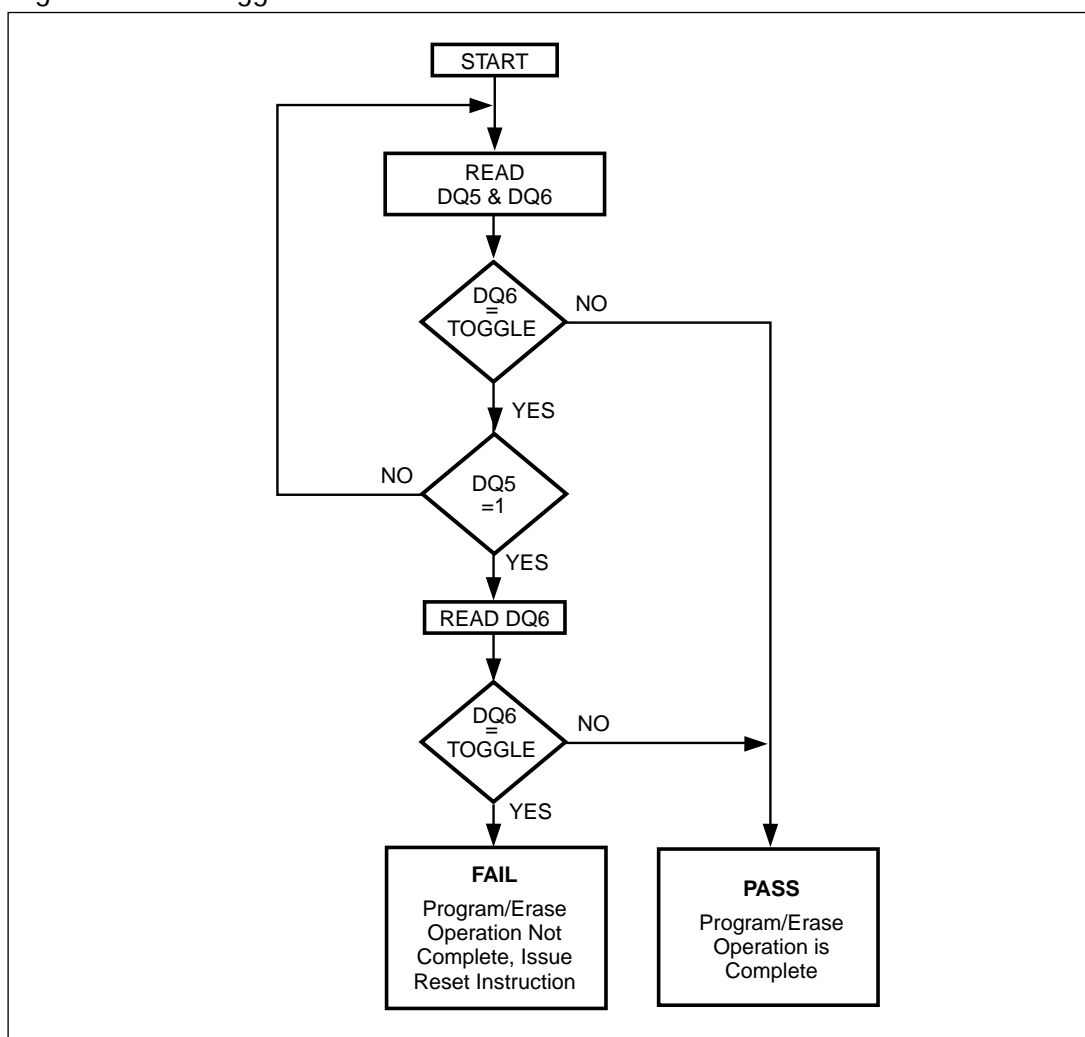 START
READ
DQ5 & DQ6
DQ6
=
TOGGLE
NO
YES
NO
DQ5
=1
YES
READ DQ6
DQ6
=
TOGGLE
NO
YES
FAIL
Program/Erase
Operation Not
Complete, Issue
Reset Instruction
PASS
Program/Erase
Operation is
Complete